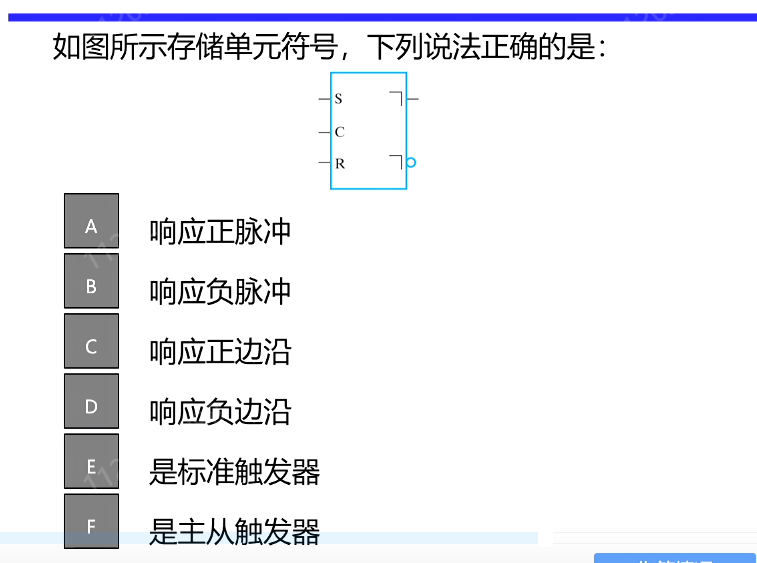 如图所示存储单元符号，下列说法正确的是：
S
C
R
A 响应正脉冲
B 响应负脉冲
C 响应正边沿
D 响应负边沿
E 是标准触发器
F 是主从触发器